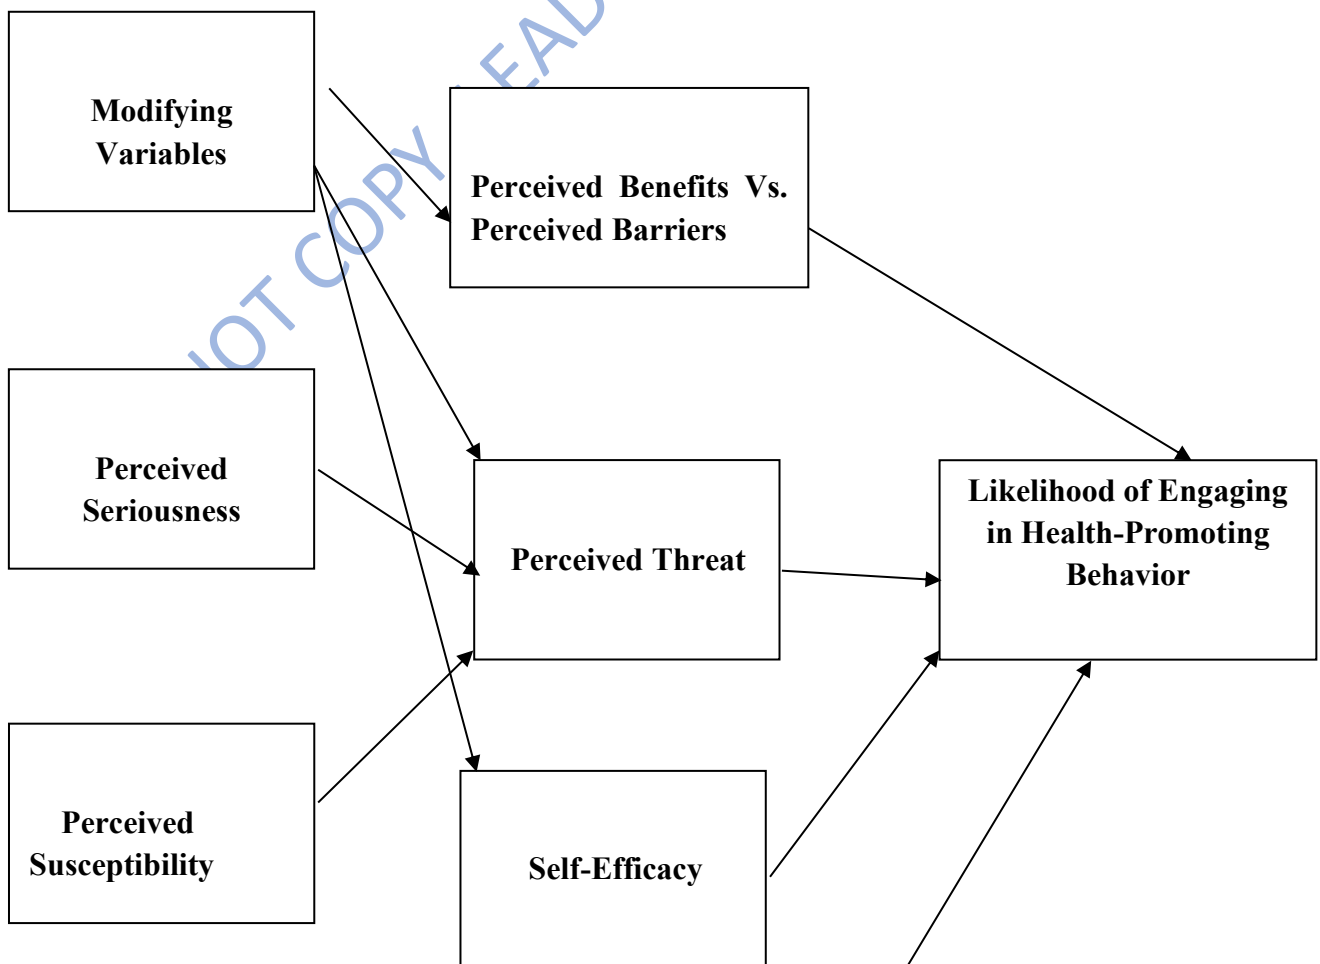 Modifying
Variables
Perceived Benefits Vs.
Perceived Barriers
Perceived
Seriousness
Perceived Threat
Likelihood of Engaging
in Health-Promoting
Behavior
Perceived
Susceptibility
Self-Efficacy
COPY